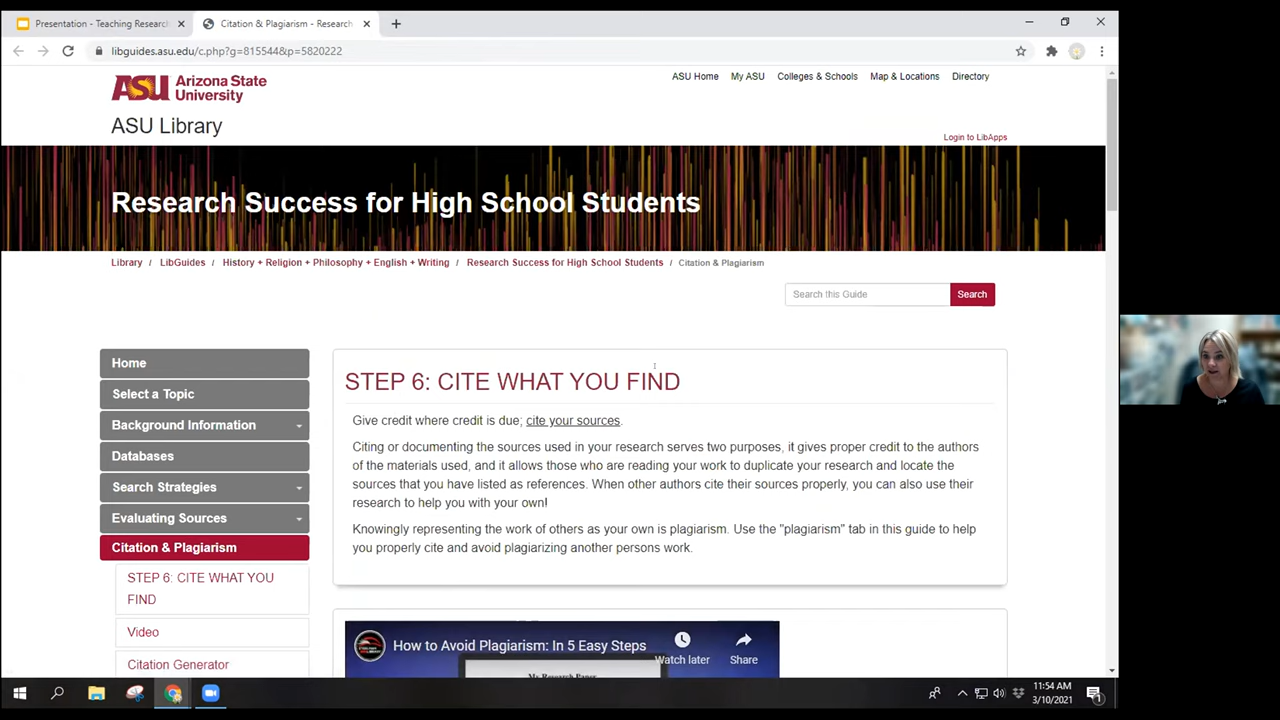 Presentation - Teaching Research
Citation & Plagiarism - Research
libguides.asu.edu/c.php?g=815544&p=5820222
ASU Arizona State University
ASU Home My ASU Colleges & Schools Map & Locations Directory
ASU Library
Login to LibApps
Research Success for High School Students
Library / LibGuides / History + Religion + Philosophy + English + Writing / Research Success for High School Students / Citation & Plagiarism
Search this Guide Search
Home
Select a Topic
Background Information
Databases
Search Strategies
Evaluating Sources
Citation & Plagiarism
STEP 6: CITE WHAT YOU
FIND
Video
Citation Generator
STEP 6: CITE WHAT YOU FIND
Give credit where credit is due; cite your sources.
Citing or documenting the sources used in your research serves two purposes, it gives proper credit to the authors
of the materials used, and it allows those who are reading your work to duplicate your research and locate the
sources that you have listed as references. When other authors cite their sources properly, you can also use their
research to help you with your own!
Knowingly representing the work of others as your own is plagiarism. Use the "plagiarism" tab in this guide to help
you properly cite and avoid plagiarizing another persons work.
How to Avoid Plagiarism: In 5 Easy Steps
Watch later Share
My Research Paper
11:54 AM
3/10/2021
1